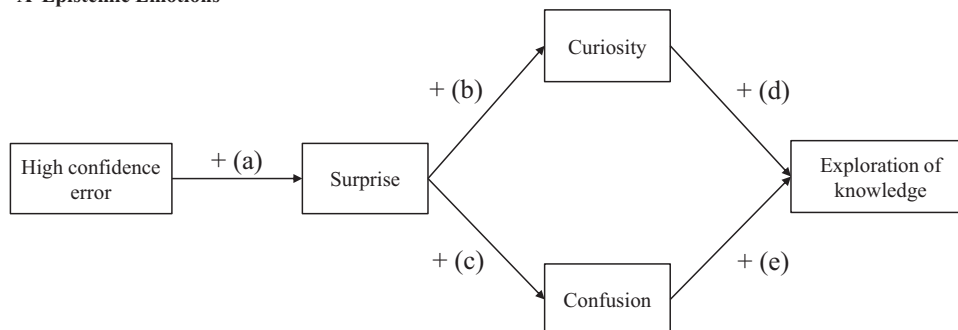 A Epistemic Emotions
Curiosity
+ (b)
+ (d)
High confidence
error
+ (a)
Surprise
Exploration of
knowledge
+ (c)
+ (e)
Confusion